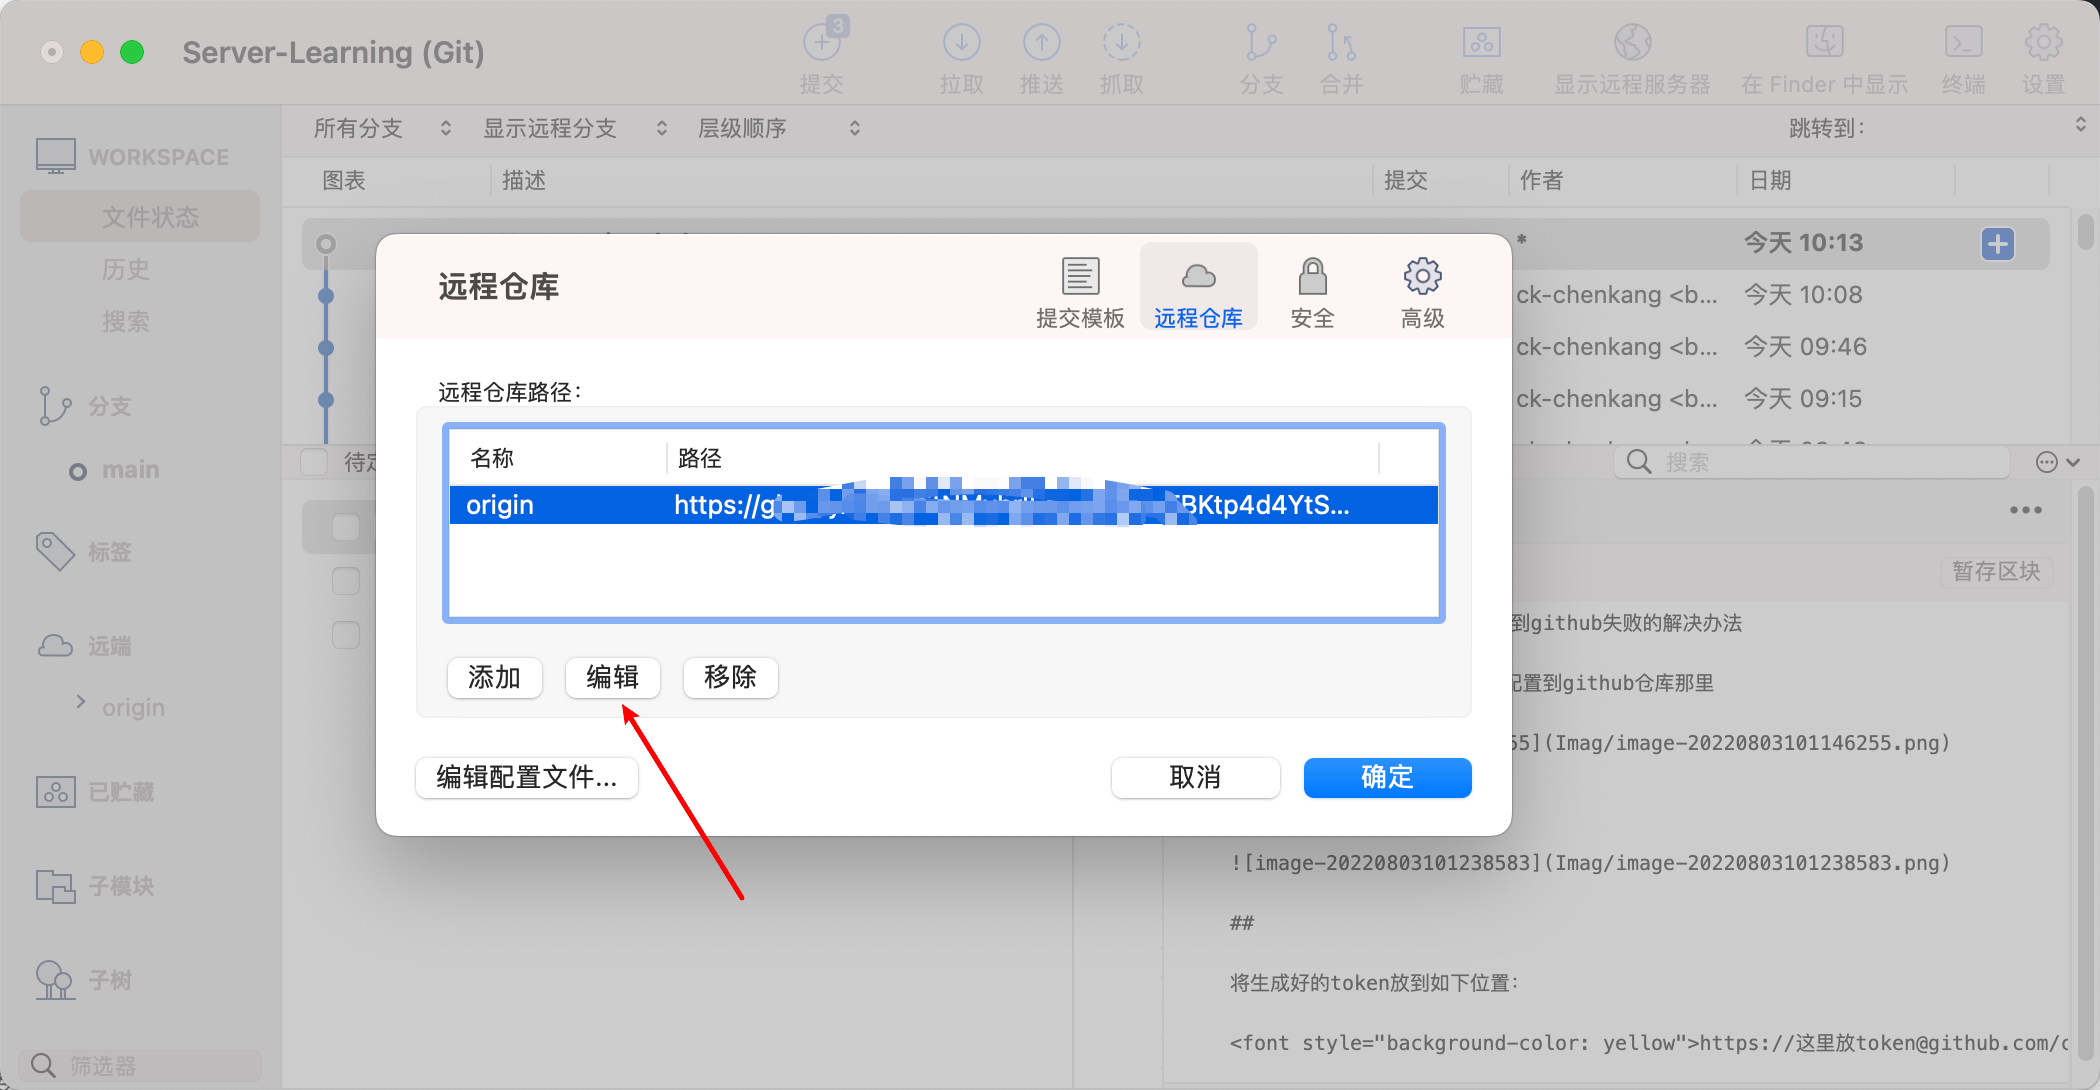 Server-Learning (Git)
3
提交
拉取
推送
抓取
分支
合并
贮藏
显示远程服务器
在 Finder 中显示
终端
设置
所有分支
显示远程分支
层级顺序
跳转到:
WORKSPACE
文件状态
历史
搜索
分支
main
标签
远端
origin
已贮藏
子模块
子树
筛选器
图表
描述
提交
作者
日期
*
今天 10:13
ck-chenkang <b...
今天 10:08
ck-chenkang <b...
今天 09:46
ck-chenkang <b...
今天 09:15
待定
搜索
远程仓库
提交模板
远程仓库
安全
高级
远程仓库路径:
名称
路径
origin
https://g
BKtp4d4YtS...
添加
编辑
移除
编辑配置文件...
取消
确定
暂存区块
到github失败的解决办法
配置到github仓库那里
55](Imag/image-20220803101146255.png)
![image-20220803101238583](Imag/image-20220803101238583.png)
##
将生成好的token放到如下位置:
<font style="background-color: yellow">https://这里放token@github.com/c